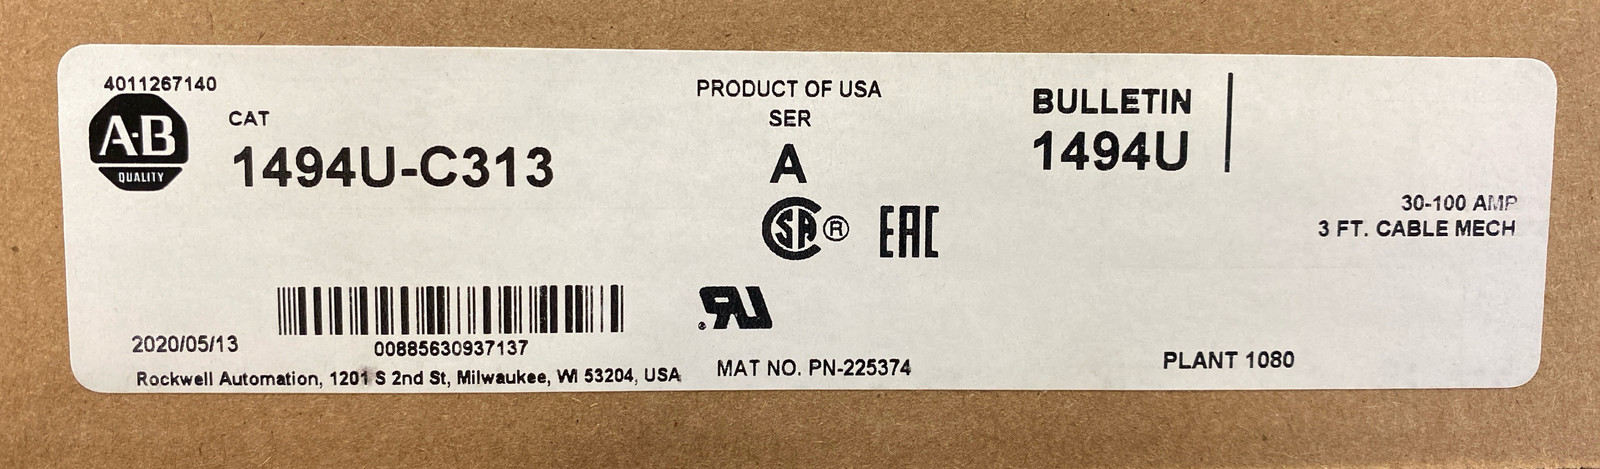 4011267140
A-B
QUALITY
CAT
1494U-C313
PRODUCT OF USA
SER
A
BULLETIN
1494U
30-100 AMP
3 FT. CABLE MECH
CSA ®
EAC
RU
2020/05/13
00885630937137
Rockwell Automation, 1201 S 2nd St, Milwaukee, WI 53204, USA
MAT NO. PN-225374
PLANT 1080